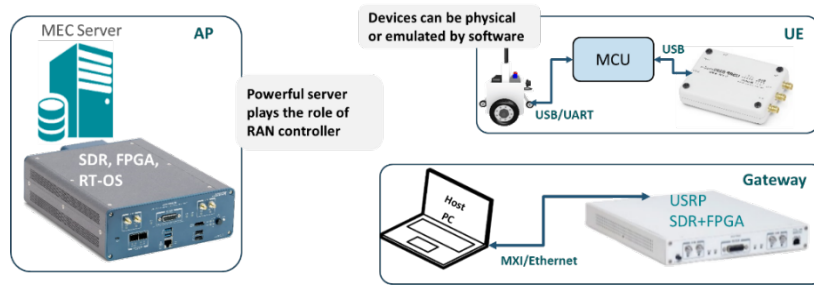 MEC Server
AP
SDR, FPGA,
RT-OS
Powerful server
plays the role of
RAN controller
Devices can be physical
or emulated by software
UE
MCU
USB
USB/UART
Gateway
Host
PC
USRP
SDR+FPGA
MXI/Ethernet